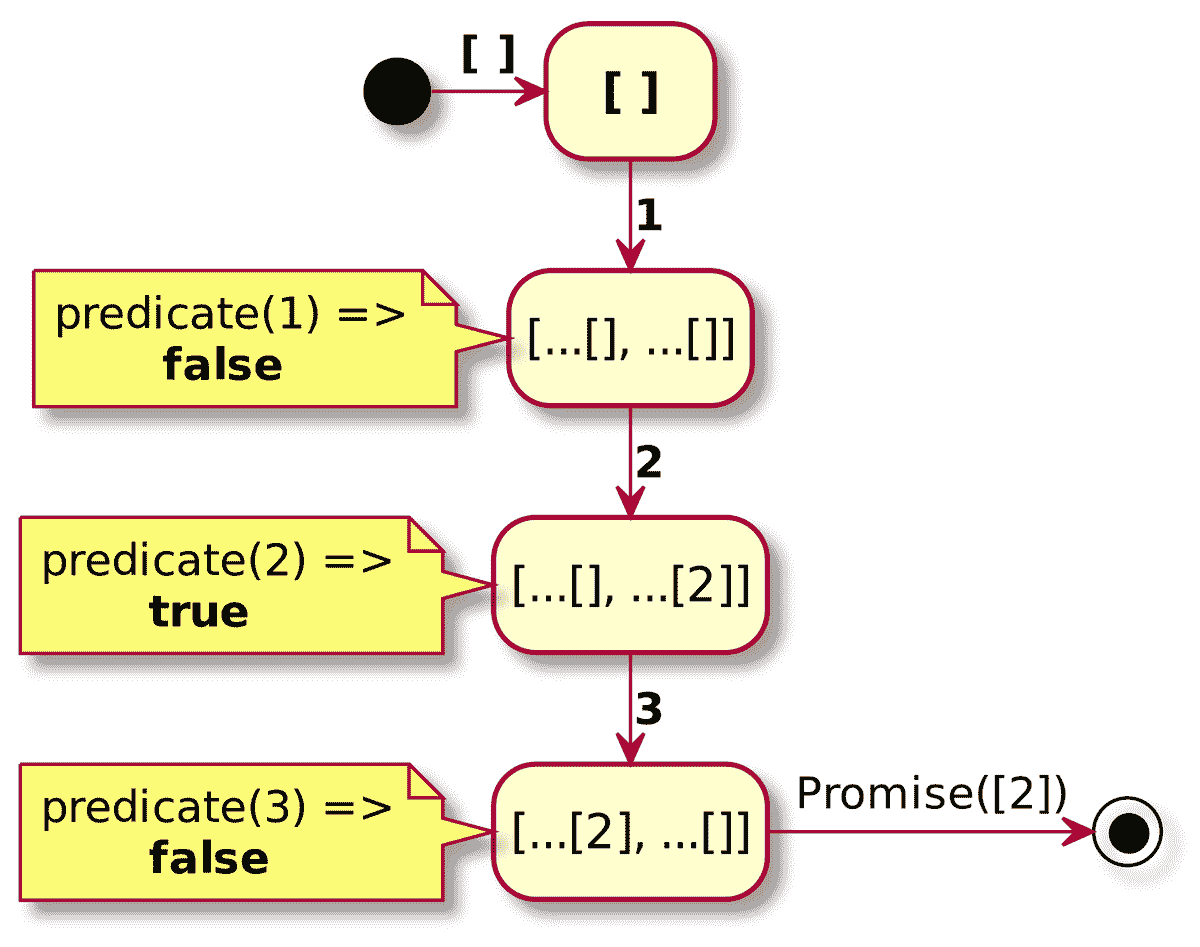 [ ]
[ ]
1
predicate(1) =>
false
[...[], ...[]]
2
predicate(2) =>
true
[...[], ...[2]]
3
predicate(3) =>
false
[...[2], ...[]]
Promise([2])